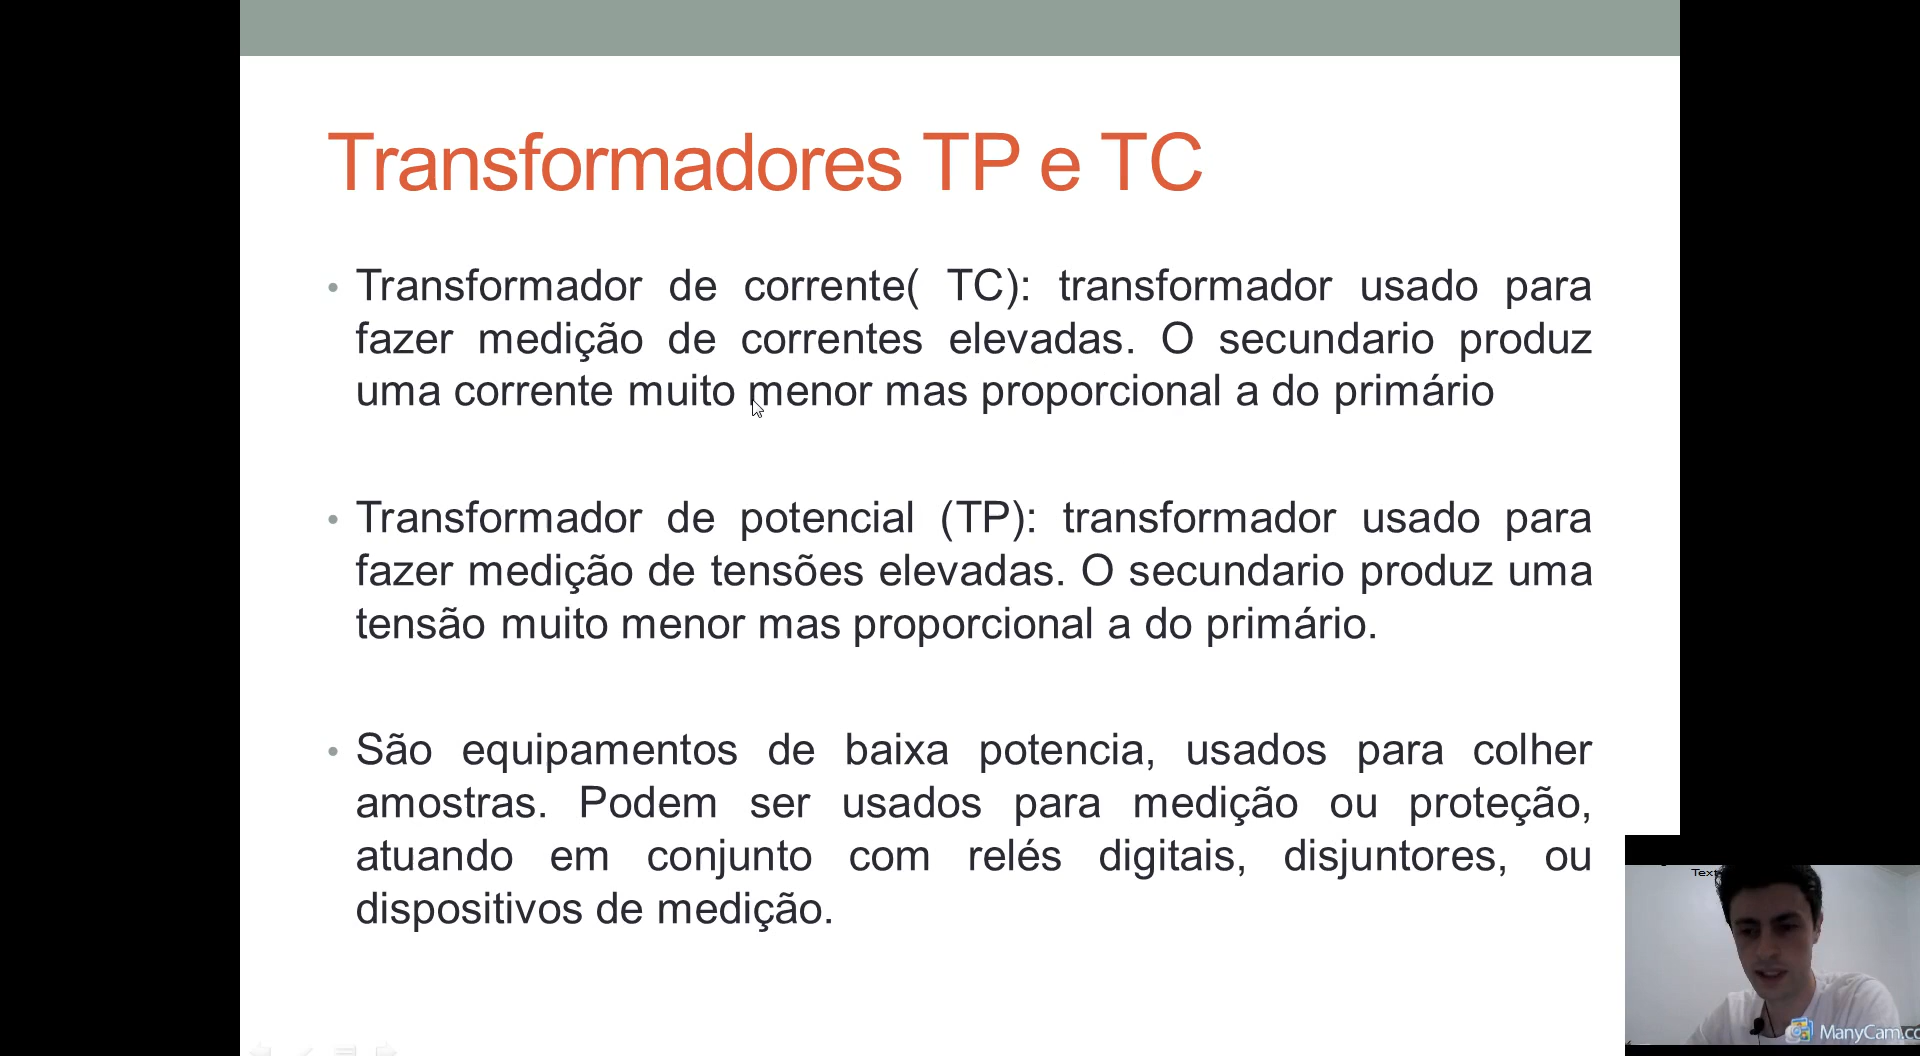 Transformadores TP e TC
• Transformador de corrente( TC): transformador usado para
fazer medição de correntes elevadas. O secundario produz
uma corrente muito menor mas proporcional a do primário
• Transformador de potencial (TP): transformador usado para
fazer medição de tensões elevadas. O secundario produz uma
tensão muito menor mas proporcional a do primário.
• São equipamentos de baixa potencia, usados para colher
amostras. Podem ser usados para medição ou proteção,
atuando em conjunto com relés digitais, disjuntores, ou
dispositivos de medição.
Text
ManyCam.co